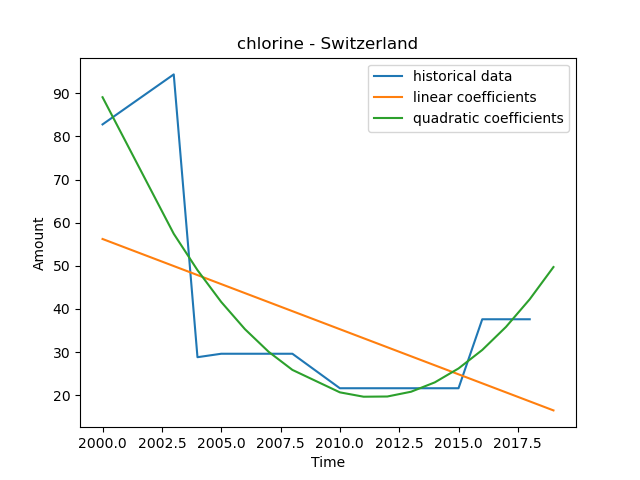 chlorine - Switzerland
historical data
linear coefficients
quadratic coefficients
Amount
90
80
70
60
50
40
30
20
2000.0 2002.5 2005.0 2007.5 2010.0 2012.5 2015.0 2017.5
Time